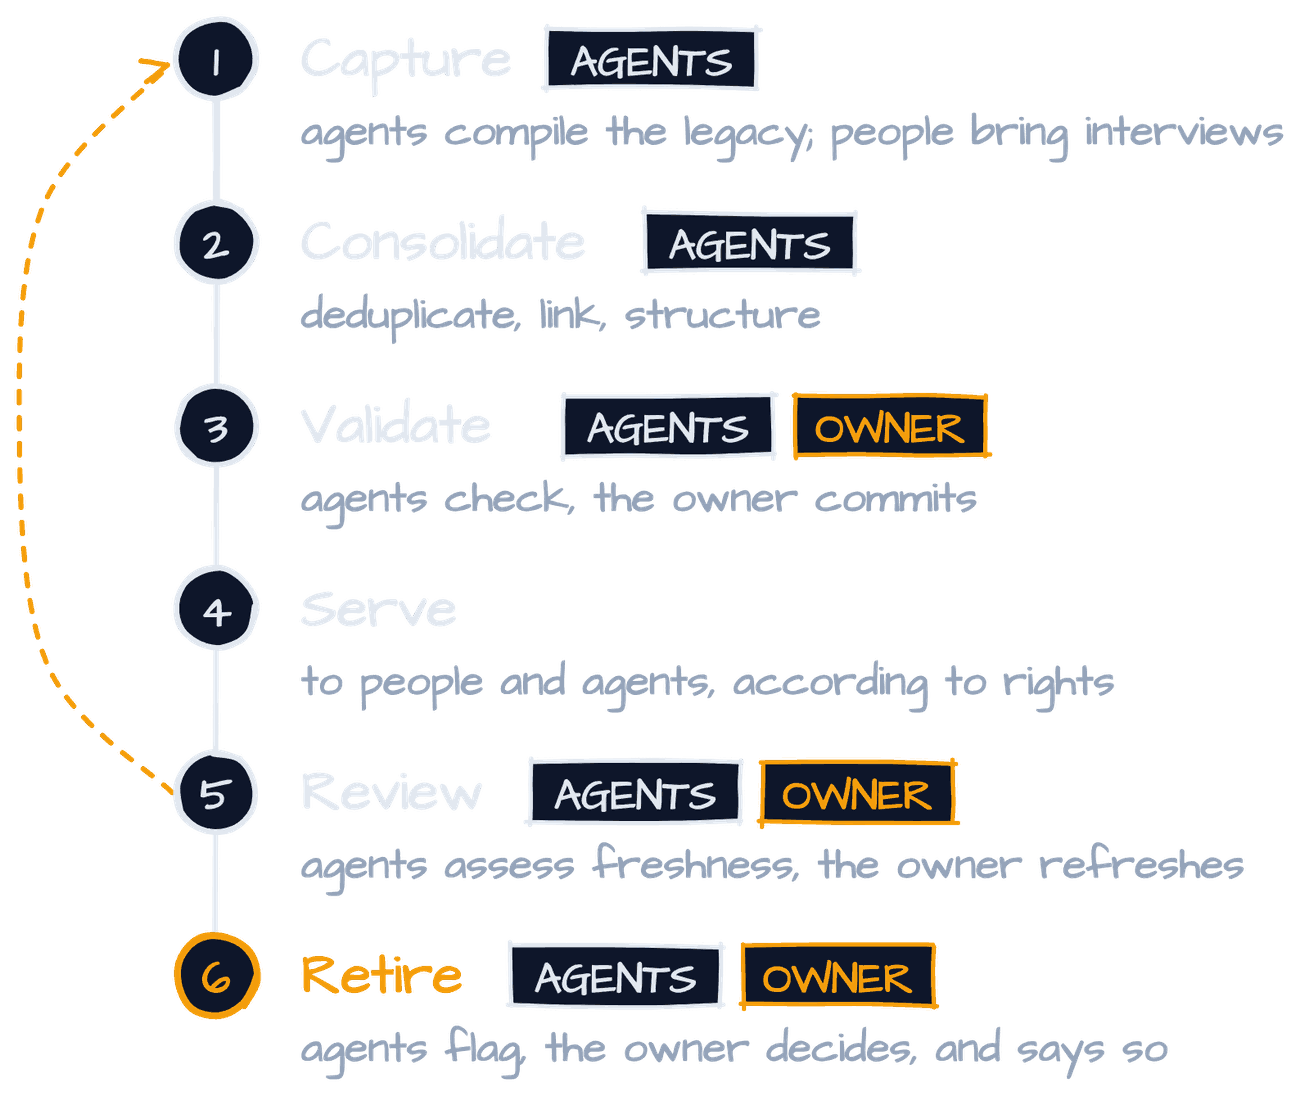 1 Capture AGENTS
agents compile the legacy; people bring interviews
2 Consolidate AGENTS
deduplicate, link, structure
3 Validate AGENTS OWNER
agents check, the owner commits
4 Serve
to people and agents, according to rights
5 Review AGENTS OWNER
agents assess freshness, the owner refreshes
6 Retire AGENTS OWNER
agents flag, the owner decides, and says so